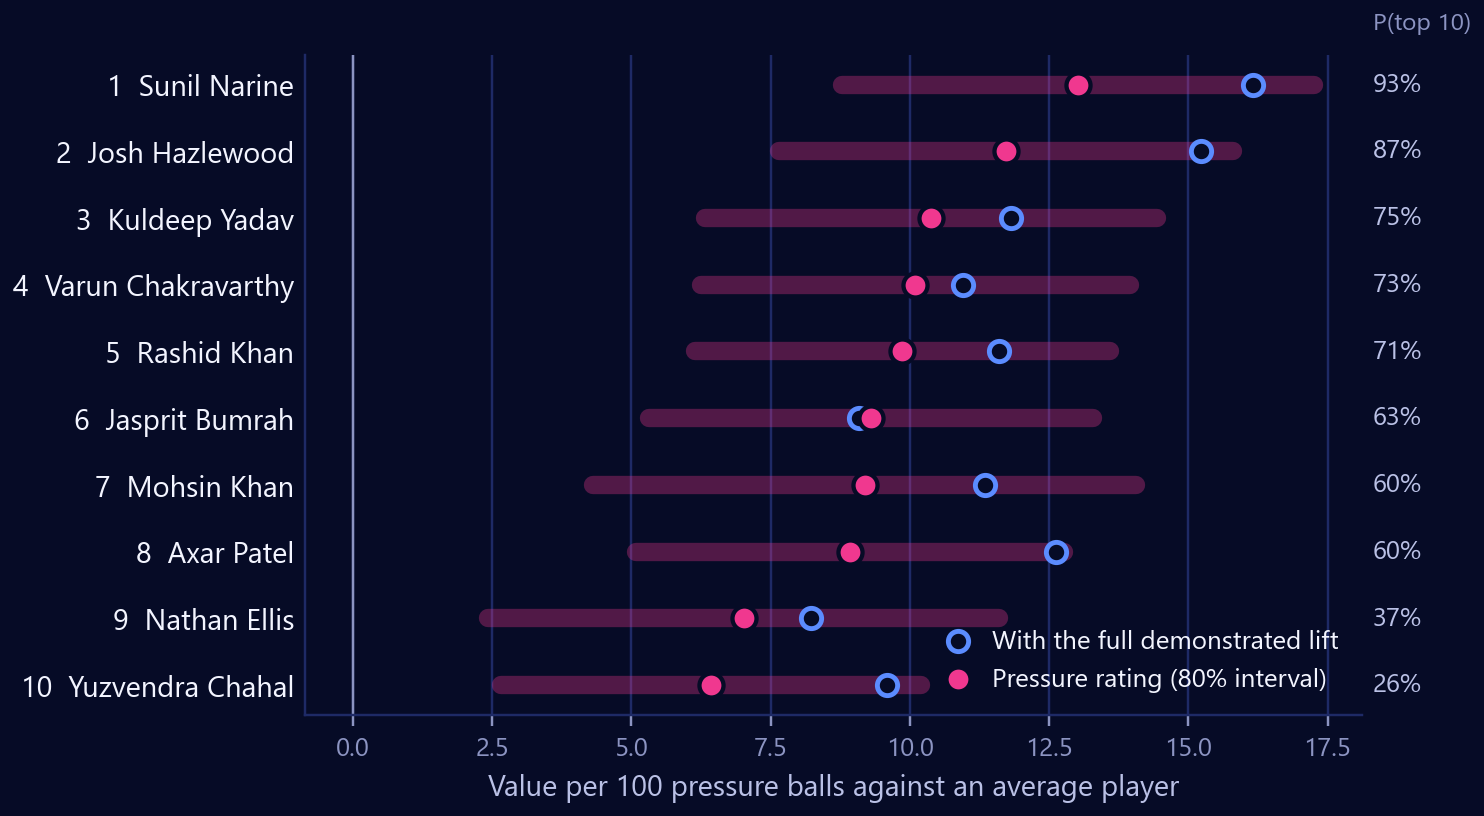 P(top 10)
1 Sunil Narine 93%
2 Josh Hazlewood 87%
3 Kuldeep Yadav 75%
4 Varun Chakravarthy 73%
5 Rashid Khan 71%
6 Jasprit Bumrah 63%
7 Mohsin Khan 60%
8 Axar Patel 60%
9 Nathan Ellis 37%
With the full demonstrated lift
Pressure rating (80% interval)
10 Yuzvendra Chahal 26%
0.0 2.5 5.0 7.5 10.0 12.5 15.0 17.5
Value per 100 pressure balls against an average player